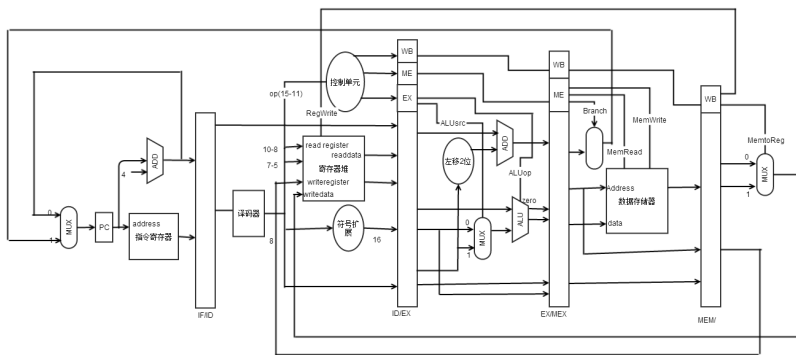 WB
控制单元
ME
EX
op(15-11)
RegWrite
ALUsrc
WB
ME
Branch
MemWrite
MemRead
WB
MemtoReg
ADD
4
10-8
7-5
read register
readdata
寄存器堆
writeregister
writedata
ADD
左移2位
ALUop
zero
ALU
Address
数据存储器
data
0
1
MUX
0
1
MUX
PC
address
指令寄存器
译码器
8
符号扩展
16
0
1
MUX
IF/ID
ID/EX
EX/MEX
MEM/